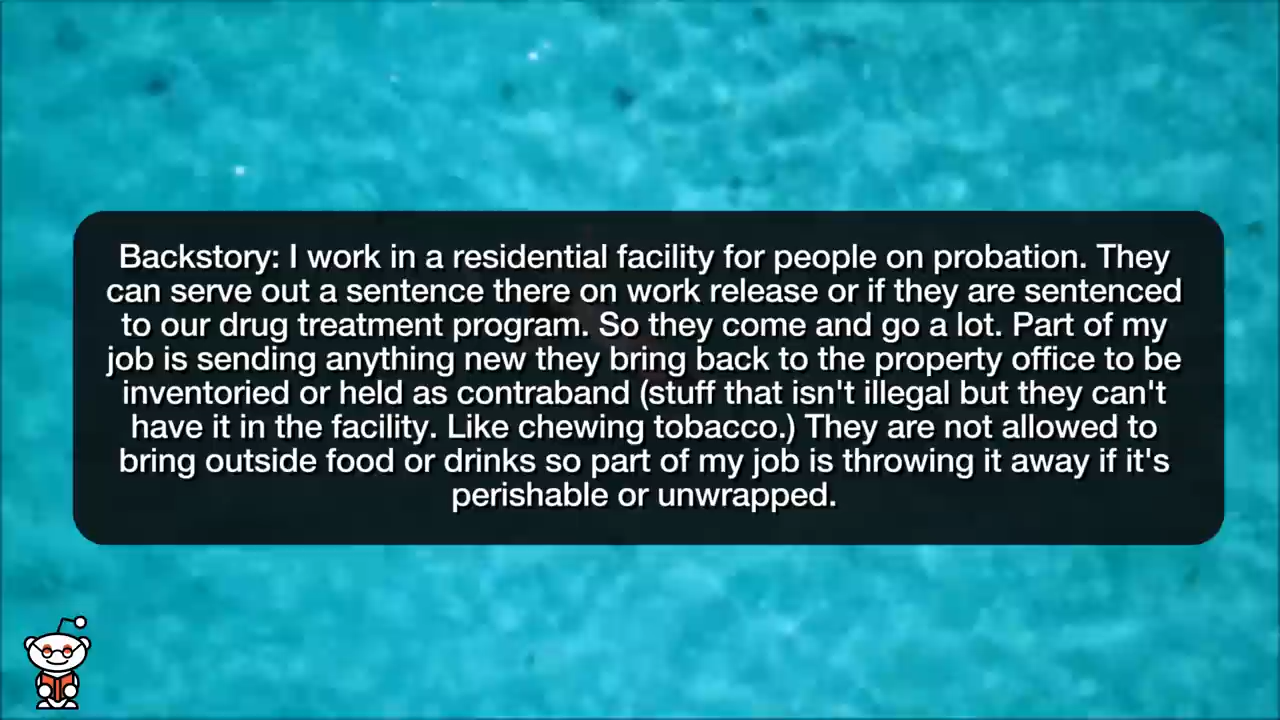 Backstory: I work in a residential facility for people on probation. They
can serve out a sentence there on work release or if they are sentenced
to our drug treatment program. So they come and go a lot. Part of my
job is sending anything new they bring back to the property office to be
inventoried or held as contraband (stuff that isn't illegal but they can't
have it in the facility. Like chewing tobacco.) They are not allowed to
bring outside food or drinks so part of my job is throwing it away if it's
perishable or unwrapped.